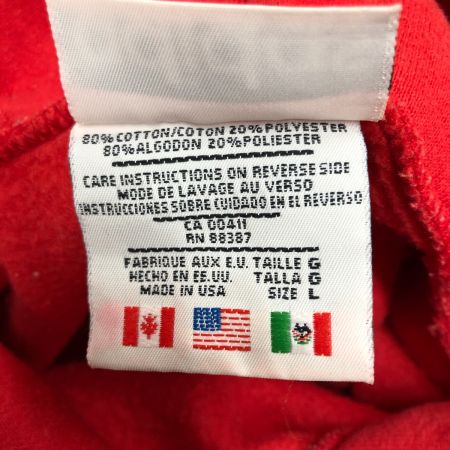 80% COTTON/COTON 20% POLYESTER
80% ALGODON 20% POLIESTER
CARE INSTRUCTIONS ON REVERSE SIDE
MODE DE LAVAGE AU VERSO
INSTRUCCIONES SOBRE CUIDADO EN EL REVERSO
CA 00411
RN 88387
FABRIQUE AUX E.U. TAILLE G
HECHO EN EE.UU. TALLA G
MADE IN USA SIZE L